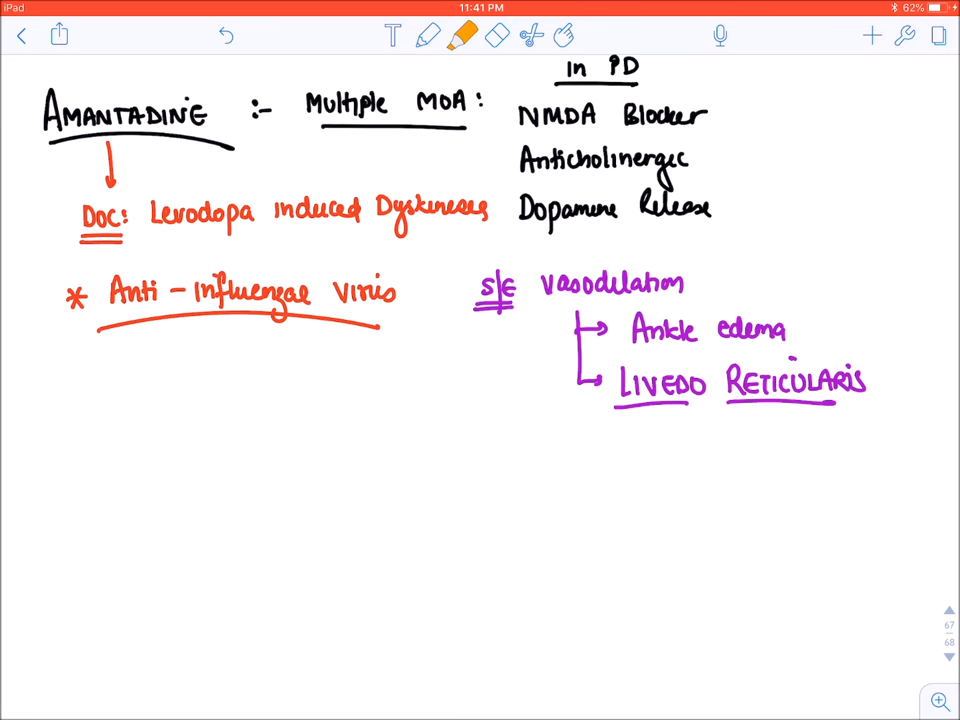 iPad 11:41 PM 62%
T
in PD
AMANTADINE :- Multiple MOA :
NMDA Blocker
Anticholinergic
Dopamine Release
DOC: Levodopa induced Dyskineses
* Anti - influenzae virus
S/E Vasodilation
Ankle edema
LIVEDO RETICULARIS
67
68